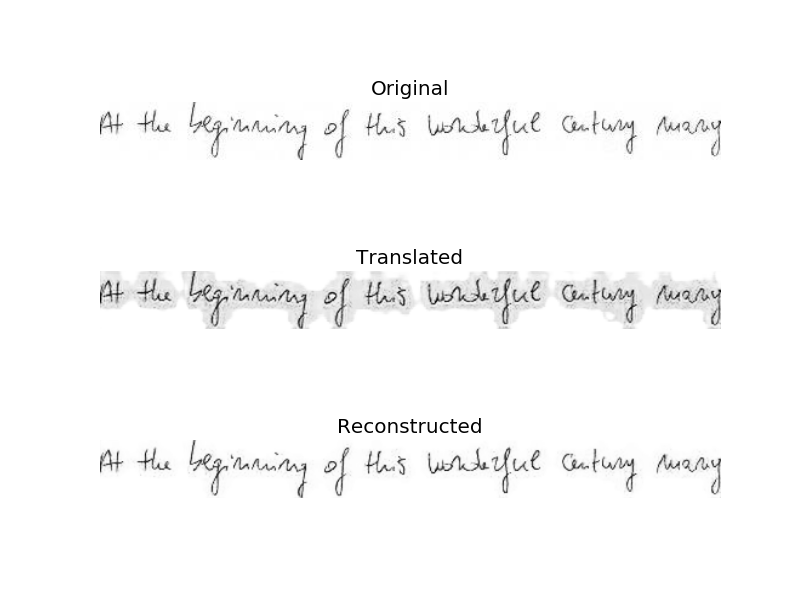 Original
At the beginning of this wonderful century many
Translated
At the beginning of this wonderful century many
Reconstructed
At the beginning of this wonderful century many